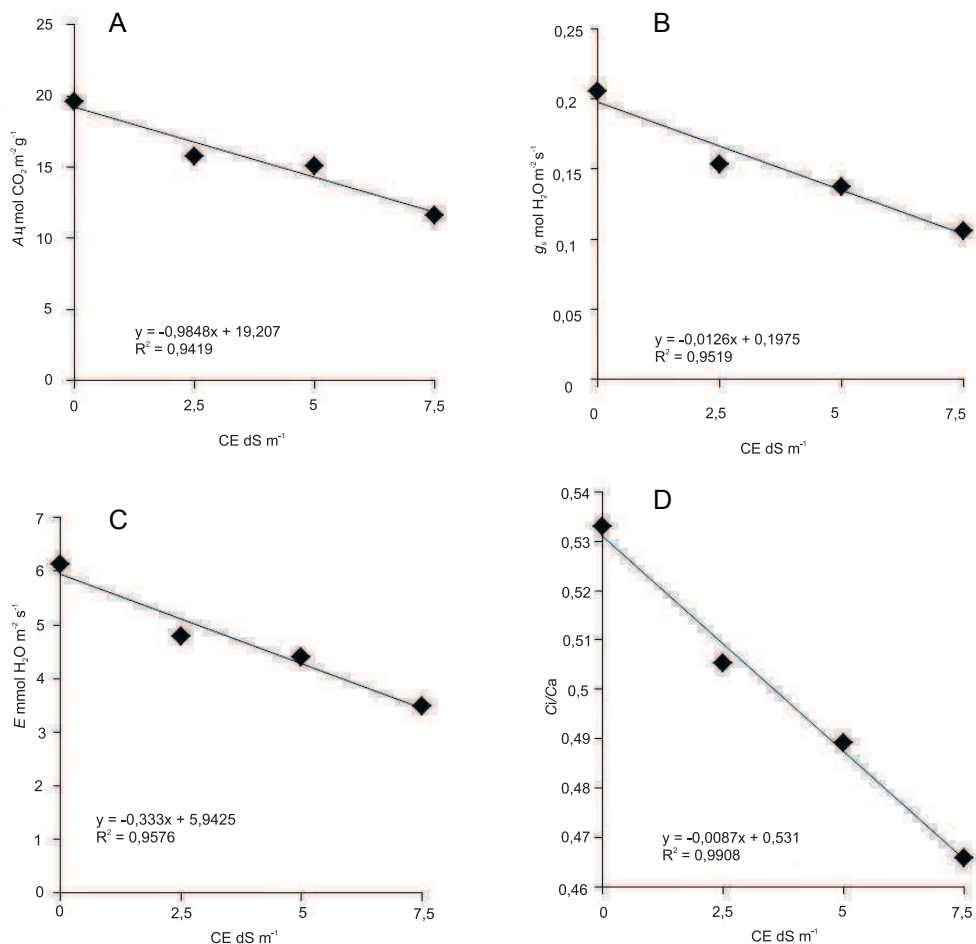 A
25
20
15
10
5
0
A μmol CO₂ m⁻² g⁻¹
y = -0,9848x + 19,207
R² = 0,9419
0 2,5 5 7,5
CE dS m⁻¹
B
0,25
0,2
0,15
0,1
0,05
0
gₛ mol H₂O m⁻² s⁻¹
y = -0,0126x + 0,1975
R² = 0,9519
0 2,5 5 7,5
CE dS m⁻¹
C
7
6
5
4
3
2
1
0
E mmol H₂O m⁻² s⁻¹
y = -0,333x + 5,9425
R² = 0,9576
0 2,5 5 7,5
CE dS m⁻¹
D
0,54
0,53
0,52
0,51
0,5
0,49
0,48
0,47
0,46
Ci/Ca
y = -0,0087x + 0,531
R² = 0,9908
0 2,5 5 7,5
CE dS m⁻¹